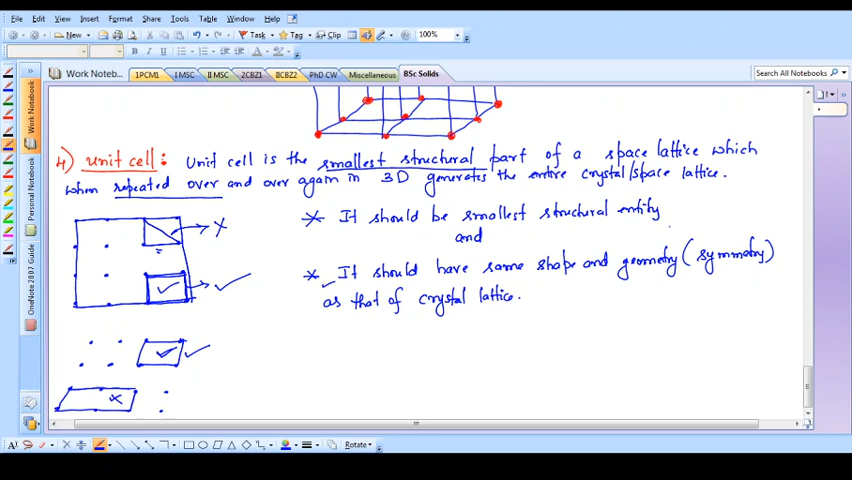 File Edit View Insert Format Share Tools Table Window Help
New Task Tag Clip 100%
B I U A
Work Noteb... 1PCM1 I MSC II MSC 2CBZ1 IICBZ2 PhD CW Miscellaneous BSc Solids Search All Notebooks
Work Notebook
Personal Notebook
OneNote 2007 Guide
4) Unit cell : Unit cell is the smallest structural part of a space lattice which
when repeated over and over again in 3D generates the entire crystal/space lattice.
* It should be smallest structural entity
and
* It should have same shape and geometry (symmetry)
as that of crystal lattice.
Rotate